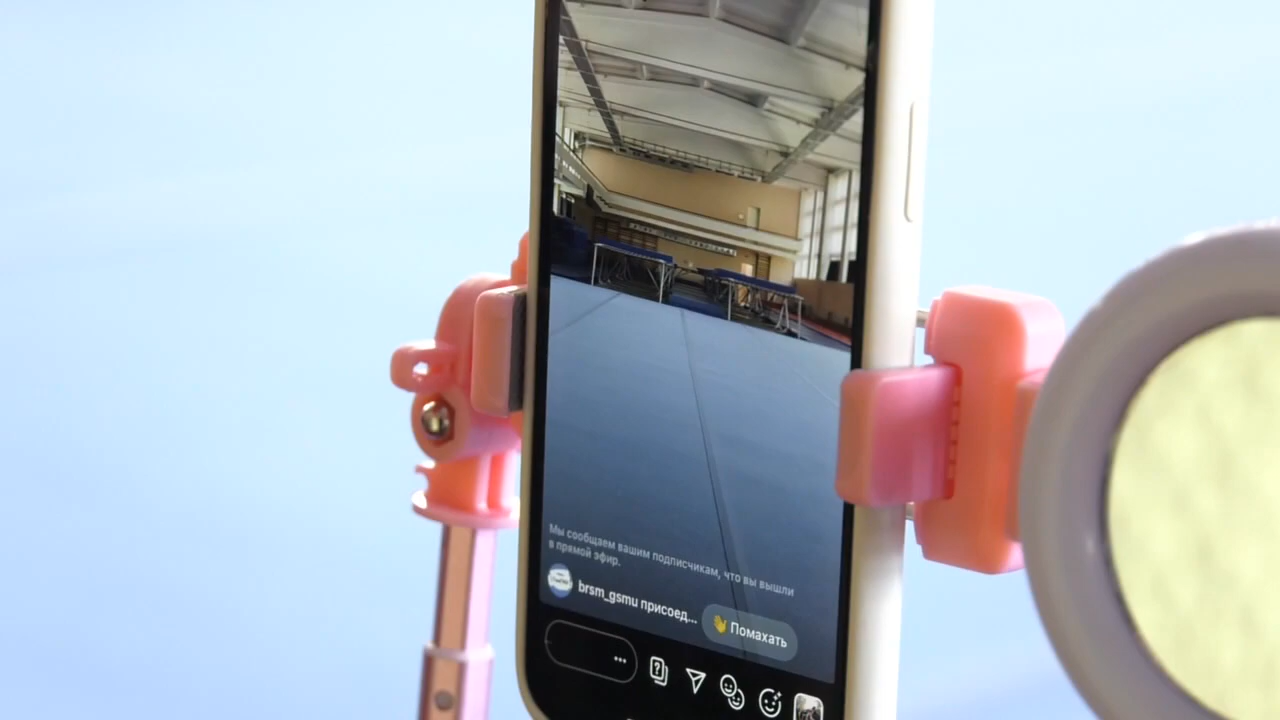 Мы сообщаем вашим подписчикам, что вы вышли
в прямой эфир.
brsm_gsmu присоед...
👋 Помахать